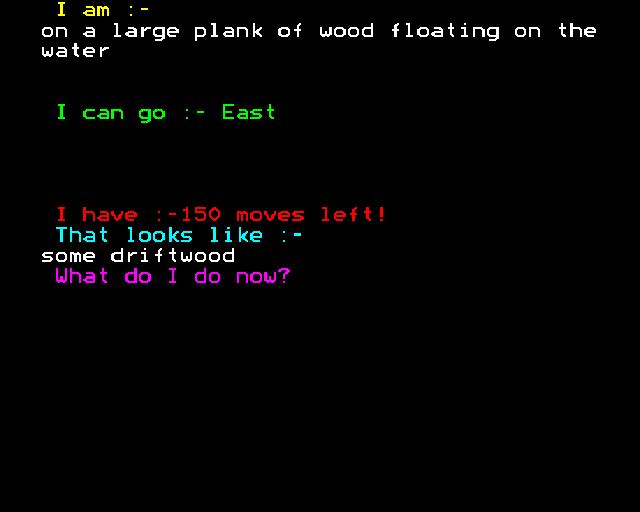 I am :-
on a large plank of wood floating on the
water
I can go :- East
I have :-150 moves left!
That looks like :-
some driftwood
What do I do now?